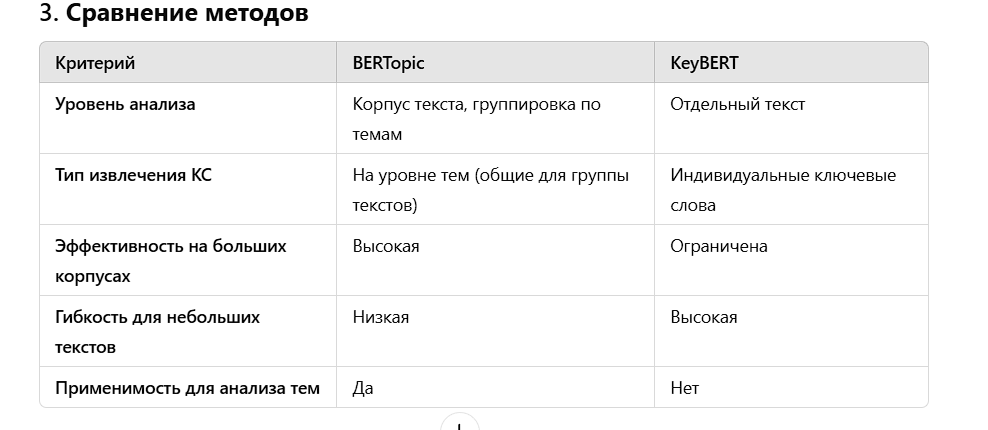 3. Сравнение методов
Критерий BERTopic KeyBERT
Уровень анализа Корпус текста, группировка по Отдельный текст
темам
Тип извлечения КС На уровне тем (общие для группы Индивидуальные ключевые
текстов) слова
Эффективность на больших Высокая Ограничена
корпусах
Гибкость для небольших Низкая Высокая
текстов
Применимость для анализа тем Да Нет